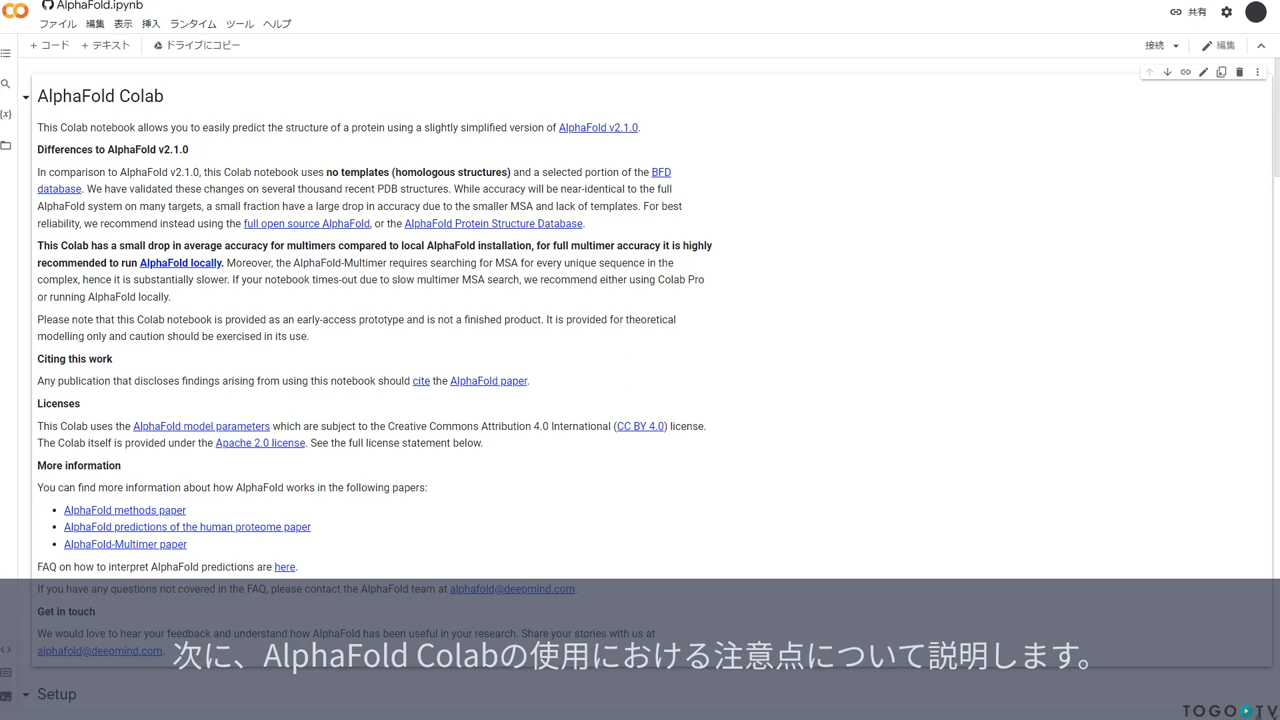 AlphaFold.ipynb
共有
ファイル 編集 表示 挿入 ランタイム ツール ヘルプ
+ コード + テキスト ドライブにコピー
接続 編集
{x}
AlphaFold Colab
This Colab notebook allows you to easily predict the structure of a protein using a slightly simplified version of AlphaFold v2.1.0.
Differences to AlphaFold v2.1.0
In comparison to AlphaFold v2.1.0, this Colab notebook uses no templates (homologous structures) and a selected portion of the BFD
database. We have validated these changes on several thousand recent PDB structures. While accuracy will be near-identical to the full
AlphaFold system on many targets, a small fraction have a large drop in accuracy due to the smaller MSA and lack of templates. For best
reliability, we recommend instead using the full open source AlphaFold, or the AlphaFold Protein Structure Database.
This Colab has a small drop in average accuracy for multimers compared to local AlphaFold installation, for full multimer accuracy it is highly
recommended to run AlphaFold locally. Moreover, the AlphaFold-Multimer requires searching for MSA for every unique sequence in the
complex, hence it is substantially slower. If your notebook times-out due to slow multimer MSA search, we recommend either using Colab Pro
or running AlphaFold locally.
Please note that this Colab notebook is provided as an early-access prototype and is not a finished product. It is provided for theoretical
modelling only and caution should be exercised in its use.
Citing this work
Any publication that discloses findings arising from using this notebook should cite the AlphaFold paper.
Licenses
This Colab uses the AlphaFold model parameters which are subject to the Creative Commons Attribution 4.0 International (CC BY 4.0) license.
The Colab itself is provided under the Apache 2.0 license. See the full license statement below.
More information
You can find more information about how AlphaFold works in the following papers:
• AlphaFold methods paper
• AlphaFold predictions of the human proteome paper
• AlphaFold-Multimer paper
FAQ on how to interpret AlphaFold predictions are here.
If you have any questions not covered in the FAQ, please contact the AlphaFold team at alphafold@deepmind.com.
Get in touch
We would love to hear your feedback and understand how AlphaFold has been useful in your research. Share your stories with us at
alphafold@deepmind.com.
次に、AlphaFold Colabの使用における注意点について説明します。
Setup
TOGO TV